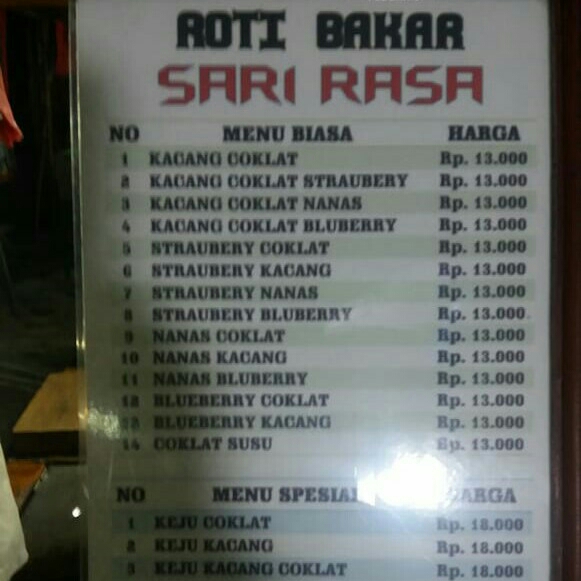 ROTI BAKAR
SARI RASA
NO MENU BIASA HARGA
1 KACANG COKLAT Rp. 13.000
2 KACANG COKLAT STRAUBERY Rp. 13.000
3 KACANG COKLAT NANAS Rp. 13.000
4 KACANG COKLAT BLUBERRY Rp. 13.000
5 STRAUBERY COKLAT Rp. 13.000
6 STRAUBERY KACANG Rp. 13.000
7 STRAUBERY NANAS Rp. 13.000
8 STRAUBERY BLUBERRY Rp. 13.000
9 NANAS COKLAT Rp. 13.000
10 NANAS KACANG Rp. 13.000
11 NANAS BLUBERRY Rp. 13.000
12 BLUEBERRY COKLAT Rp. 13.000
13 BLUEBERRY KACANG Rp. 13.000
14 COKLAT SUSU Rp. 13.000
NO MENU SPESIAL HARGA
1 KEJU COKLAT Rp. 18.000
2 KEJU KACANG Rp. 18.000
3 KEJU KACANG COKLAT Rp. 18.000